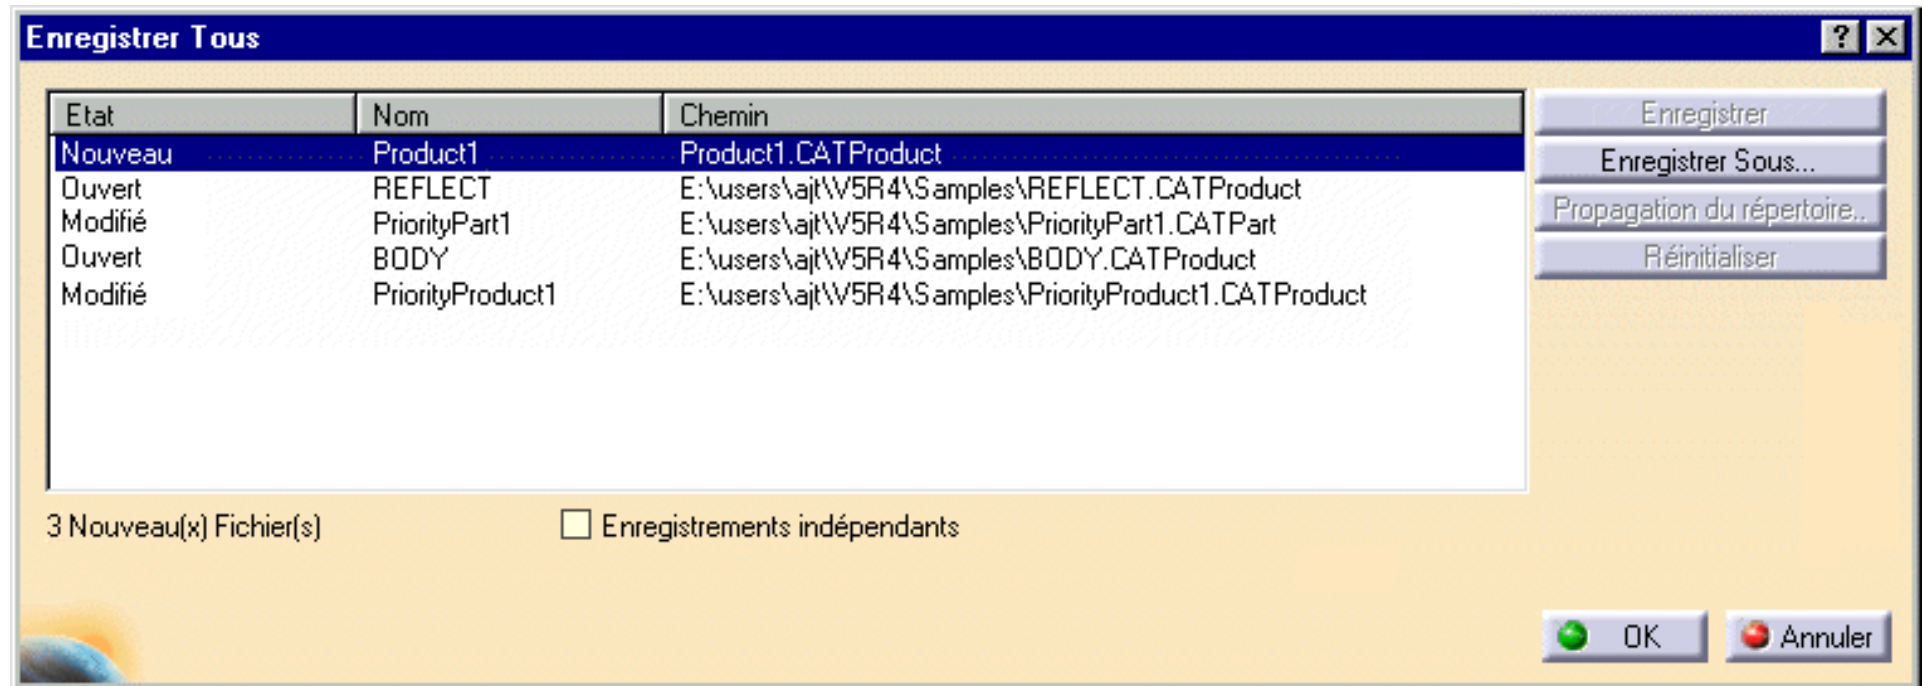 Enregistrer Tous
Etat Nom Chemin
Nouveau Product1 Product1.CATProduct
Ouvert REFLECT E:\users\ajt\V5R4\Samples\REFLECT.CATProduct
Modifié PriorityPart1 E:\users\ajt\V5R4\Samples\PriorityPart1.CATPart
Ouvert BODY E:\users\ajt\V5R4\Samples\BODY.CATProduct
Modifié PriorityProduct1 E:\users\ajt\V5R4\Samples\PriorityProduct1.CATProduct
Enregistrer
Enregistrer Sous...
Propagation du répertoire..
Réinitialiser
3 Nouveau(x) Fichier(s)
Enregistrements indépendants
OK Annuler